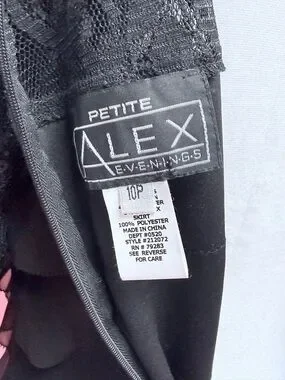 PETITE
ALEX
E·V·E·N·I·N·G·S
10P
ER
X
SKIRT
100% POLYESTER
MADE IN CHINA
DEPT #0520
STYLE #212072
RN # 79283
SEE REVERSE
FOR CARE